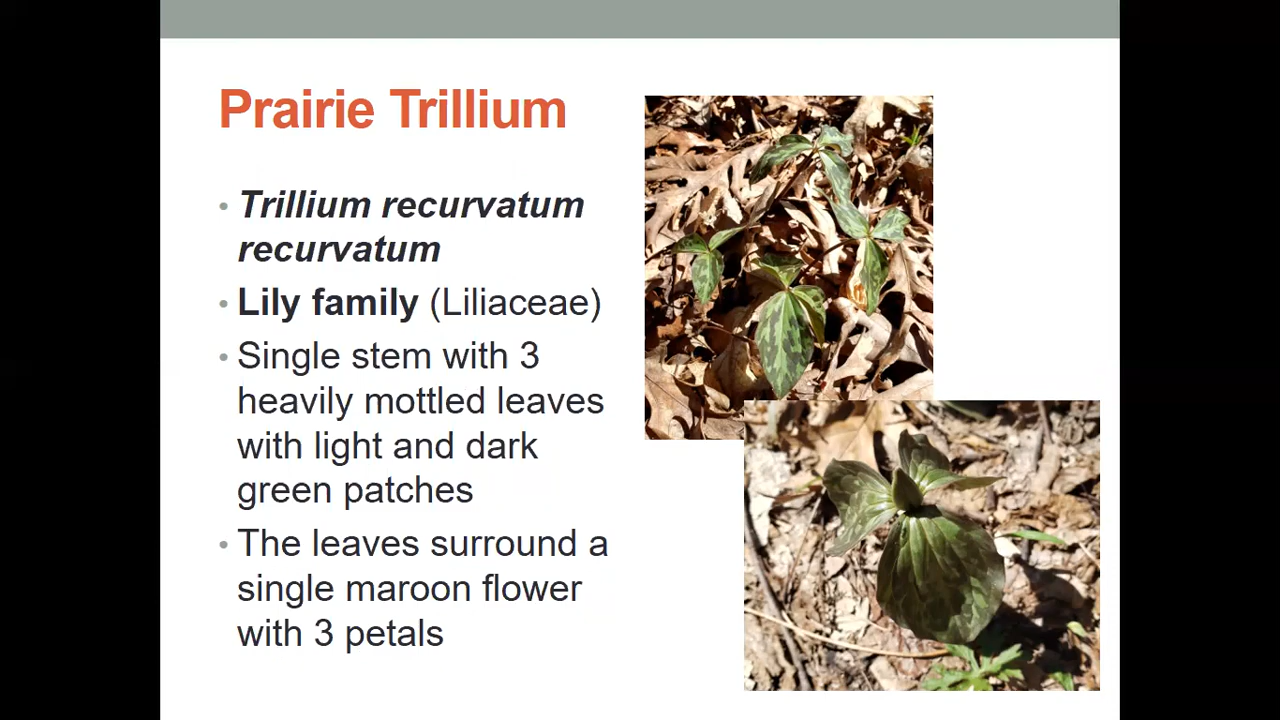 Prairie Trillium
• Trillium recurvatum
recurvatum
• Lily family (Liliaceae)
• Single stem with 3
heavily mottled leaves
with light and dark
green patches
• The leaves surround a
single maroon flower
with 3 petals